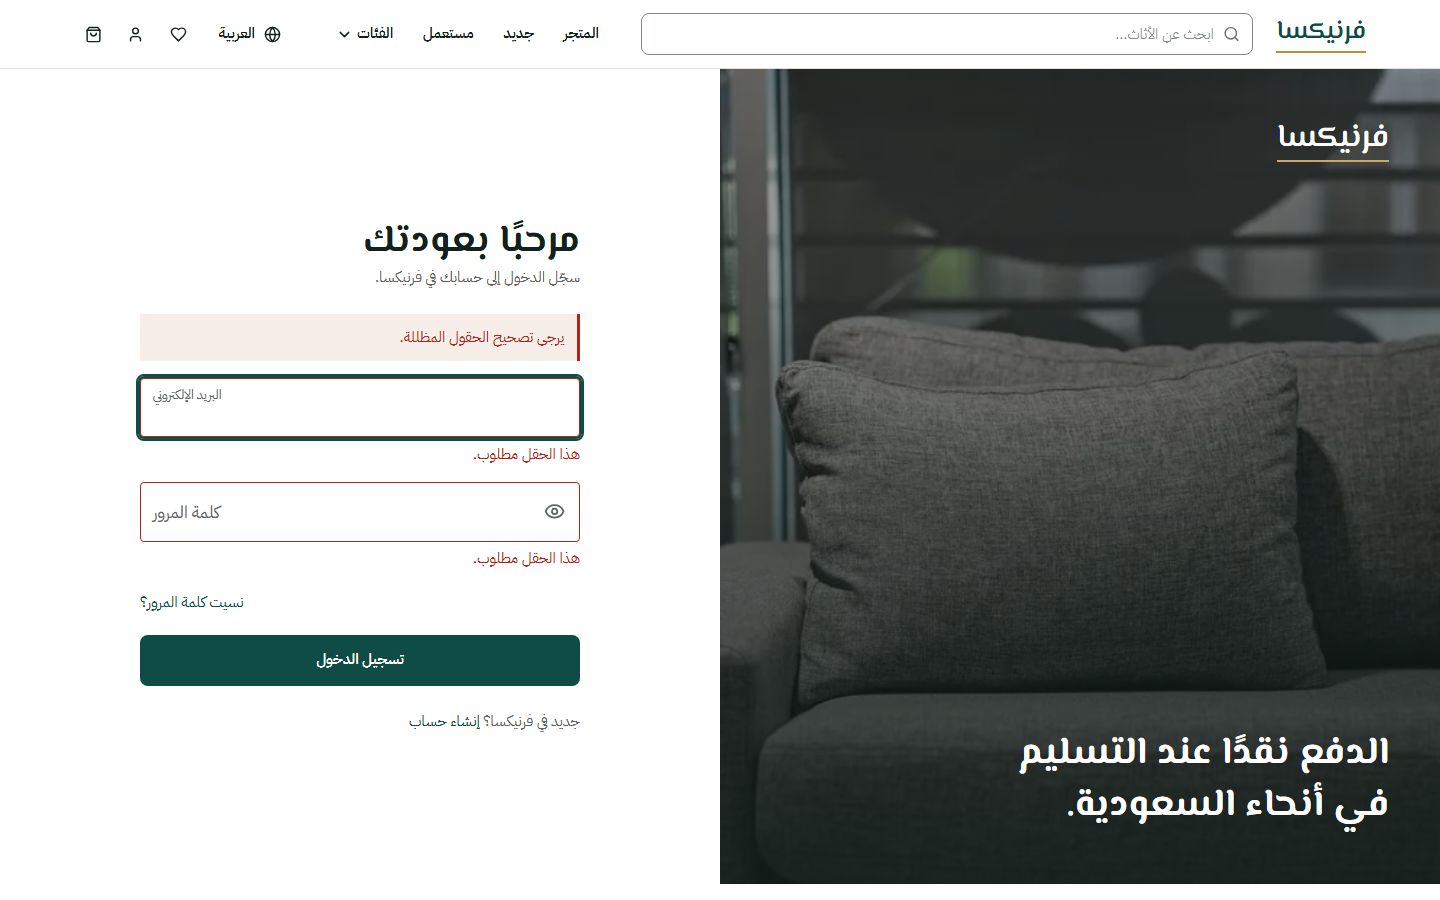 فرنيكسا
ابحث عن الأثاث...
المتجر
جديد
مستعمل
الفئات
العربية
فرنيكسا
الدفع نقدًا عند التسليم
في أنحاء السعودية.
مرحبًا بعودتك
سجّل الدخول إلى حسابك في فرنيكسا.
يرجى تصحيح الحقول المظللة.
البريد الإلكتروني
هذا الحقل مطلوب.
كلمة المرور
هذا الحقل مطلوب.
نسيت كلمة المرور؟
تسجيل الدخول
جديد في فرنيكسا؟ إنشاء حساب